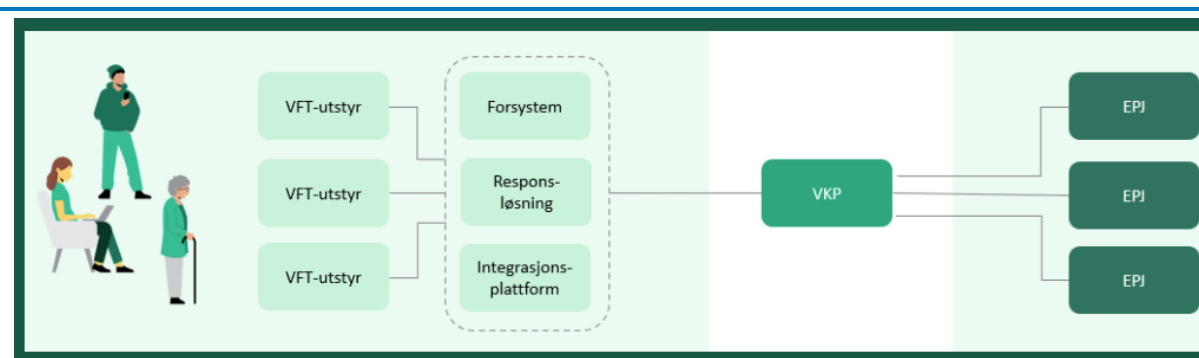 VFT-utstyr
VFT-utstyr
VFT-utstyr
Forsystem
Respons-
løsning
Integrasjons-
plattform
VKP
EPJ
EPJ
EPJ